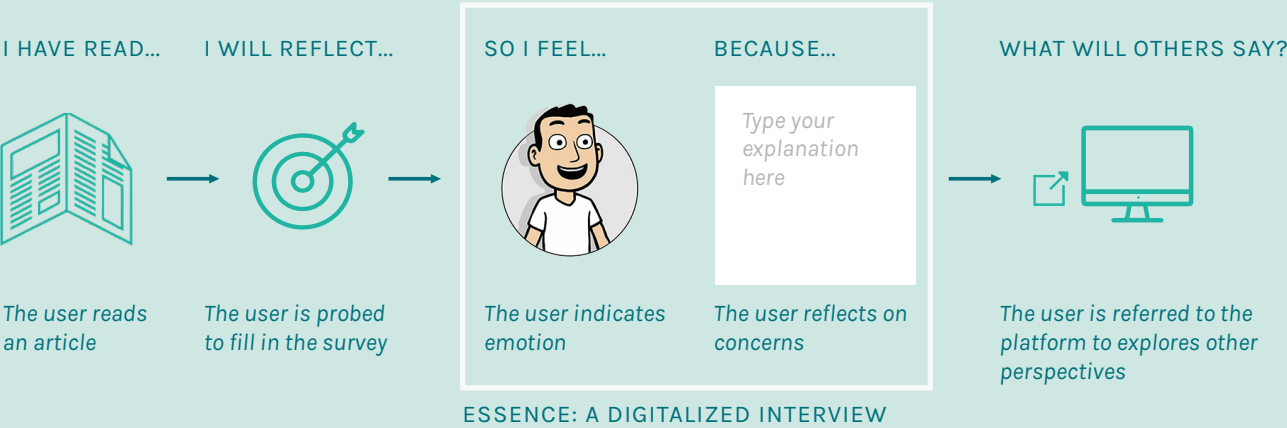 I HAVE READ...
I WILL REFLECT...
SO I FEEL...
BECAUSE...
WHAT WILL OTHERS SAY?
Type your
explanation
here
The user reads
an article
The user is probed
to fill in the survey
The user indicates
emotion
The user reflects on
concerns
The user is referred to the
platform to explores other
perspectives
ESSENCE: A DIGITALIZED INTERVIEW